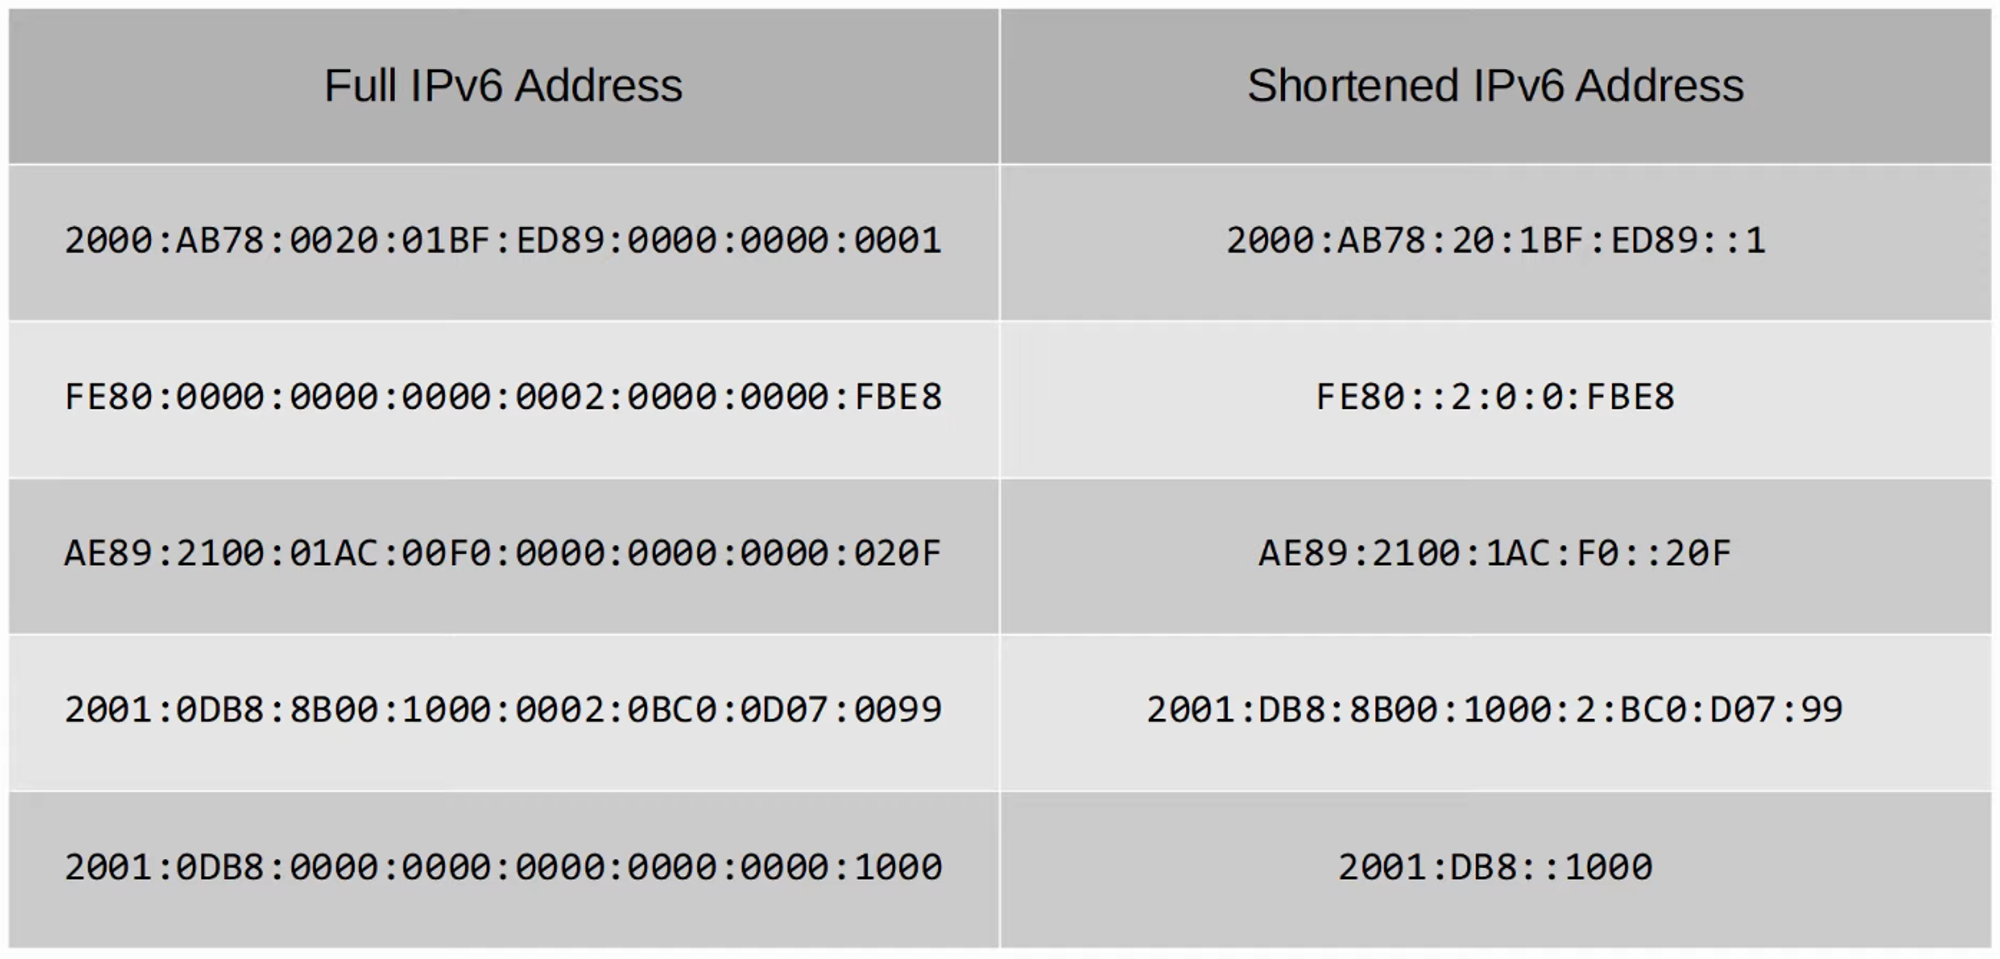 Full IPv6 Address Shortened IPv6 Address
2000:AB78:0020:01BF:ED89:0000:0000:0001 2000:AB78:20:1BF:ED89::1
FE80:0000:0000:0000:0002:0000:0000:FBE8 FE80::2:0:0:FBE8
AE89:2100:01AC:00F0:0000:0000:0000:020F AE89:2100:1AC:F0::20F
2001:0DB8:8B00:1000:0002:0BC0:0D07:0099 2001:DB8:8B00:1000:2:BC0:D07:99
2001:0DB8:0000:0000:0000:0000:0000:1000 2001:DB8::1000